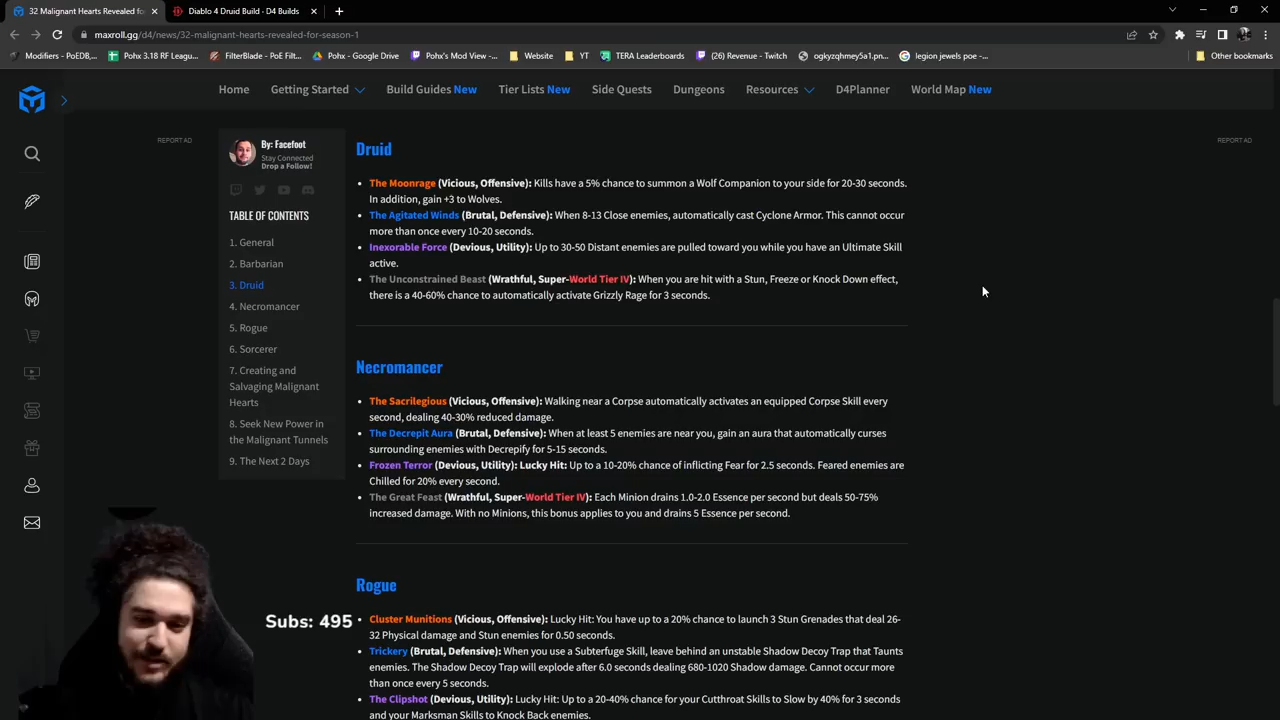 32 Malignant Hearts Revealed fo
Diablo 4 Druid Build - D4 Builds
maxroll.gg/d4/news/32-malignant-hearts-revealed-for-season-1
Modifiers - PoEDB,...
Pohx 3.18 RF Leagu...
FilterBlade - PoE Filt...
Pohx - Google Drive
Pohx's Mod View -...
Website
YT
TERA Leaderboards
(26) Revenue - Twitch
ogkyzqhmey5a1.pn...
legion jewels poe -...
Other bookmarks
Home
Getting Started
Build Guides New
Tier Lists New
Side Quests
Dungeons
Resources
D4Planner
World Map New
REPORT AD
REPORT AD
By: Facefoot
Stay Connected
Drop a Follow!
TABLE OF CONTENTS
1. General
2. Barbarian
3. Druid
4. Necromancer
5. Rogue
6. Sorcerer
7. Creating and
Salvaging Malignant
Hearts
8. Seek New Power in
the Malignant Tunnels
9. The Next 2 Days
Druid
The Moonrage (Vicious, Offensive): Kills have a 5% chance to summon a Wolf Companion to your side for 20-30 seconds.
In addition, gain +3 to Wolves.
The Agitated Winds (Brutal, Defensive): When 8-13 Close enemies, automatically cast Cyclone Armor. This cannot occur
more than once every 10-20 seconds.
Inexorable Force (Devious, Utility): Up to 30-50 Distant enemies are pulled toward you while you have an Ultimate Skill
active.
The Unconstrained Beast (Wrathful, Super-World Tier IV): When you are hit with a Stun, Freeze or Knock Down effect,
there is a 40-60% chance to automatically activate Grizzly Rage for 3 seconds.
Necromancer
The Sacrilegious (Vicious, Offensive): Walking near a Corpse automatically activates an equipped Corpse Skill every
second, dealing 40-30% reduced damage.
The Decrepit Aura (Brutal, Defensive): When at least 5 enemies are near you, gain an aura that automatically curses
surrounding enemies with Decrepify for 5-15 seconds.
Frozen Terror (Devious, Utility): Lucky Hit: Up to a 10-20% chance of inflicting Fear for 2.5 seconds. Feared enemies are
Chilled for 20% every second.
The Great Feast (Wrathful, Super-World Tier IV): Each Minion drains 1.0-2.0 Essence per second but deals 50-75%
increased damage. With no Minions, this bonus applies to you and drains 5 Essence per second.
Rogue
Cluster Munitions (Vicious, Offensive): Lucky Hit: You have up to a 20% chance to launch 3 Stun Grenades that deal 26-
32 Physical damage and Stun enemies for 0.50 seconds.
Trickery (Brutal, Defensive): When you use a Subterfuge Skill, leave behind an unstable Shadow Decoy Trap that Taunts
enemies. The Shadow Decoy Trap will explode after 6.0 seconds dealing 680-1020 Shadow damage. Cannot occur more
than once every 5 seconds.
The Clipshot (Devious, Utility): Lucky Hit: Up to a 20-40% chance for your Cutthroat Skills to Slow by 40% for 3 seconds
and your Marksman Skills to Knock Back enemies.
Subs: 495